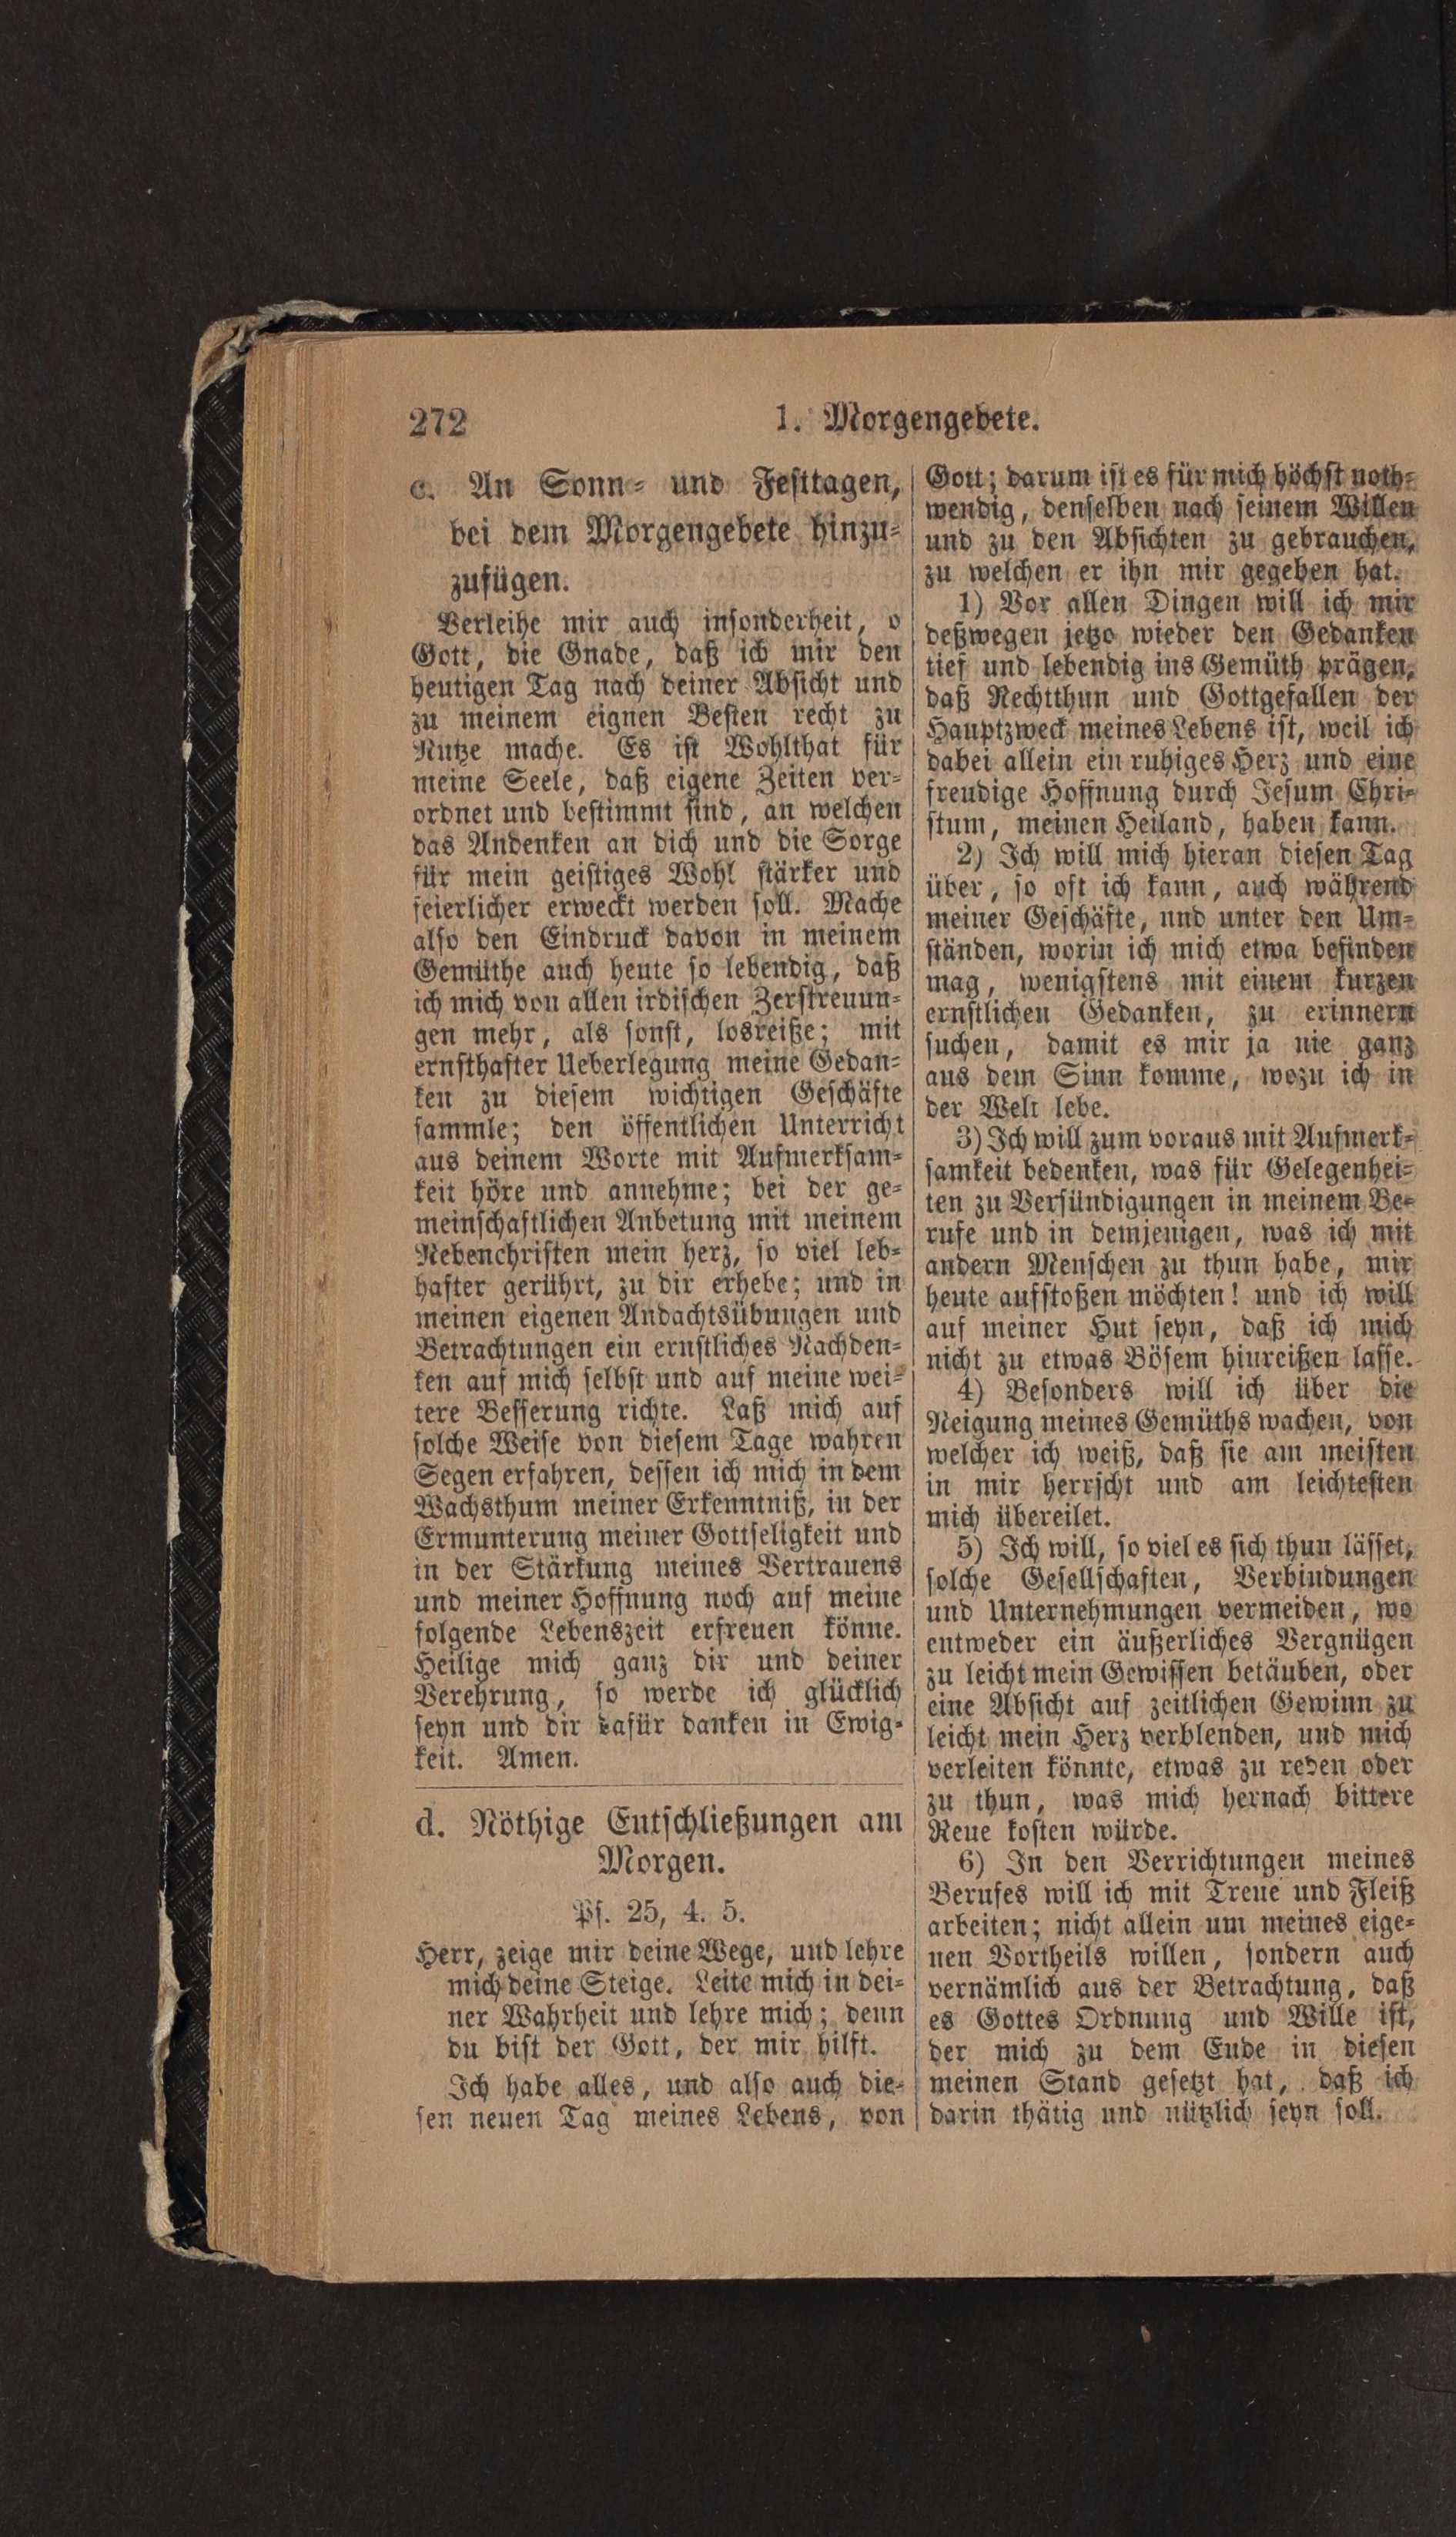 272
1. Morgengebete.
c. An Sonn- und Festtagen,
bei dem Morgengebete hinzu-
zufügen.
Verleihe mir auch insonderheit, o
Gott, die Gnade, daß ich mir den
heutigen Tag nach deiner Absicht und
zu meinem eignen Besten recht zu
Nutze mache. Es ist Wohlthat für
meine Seele, daß eigene Zeiten ver-
ordnet und bestimmt sind, an welchen
das Andenken an dich und die Sorge
für mein geistiges Wohl stärker und
feierlicher erweckt werden soll. Mache
also den Eindruck davon in meinem
Gemüthe auch heute so lebendig, daß
ich mich von allen irdischen Zerstreuun-
gen mehr, als sonst, losreiße; mit
ernsthafter Ueberlegung meine Gedan-
ken zu diesem wichtigen Geschäfte
sammle; den öffentlichen Unterricht
aus deinem Worte mit Aufmerksam-
keit höre und annehme; bei der ge-
meinschaftlichen Anbetung mit meinem
Nebenchristen mein herz, so viel leb-
hafter gerührt, zu dir erhebe; und in
meinen eigenen Andachtsübungen und
Betrachtungen ein ernstliches Nachden-
ken auf mich selbst und auf meine wei-
tere Besserung richte. Laß mich auf
solche Weise von diesem Tage wahren
Segen erfahren, dessen ich mich in dem
Wachsthum meiner Erkenntniß, in der
Ermunterung meiner Gottseligkeit und
in der Stärkung meines Vertrauens
und meiner Hoffnung noch auf meine
folgende Lebenszeit erfreuen könne.
Heilige mich ganz dir und deiner
Verehrung, so werde ich glücklich
seyn und dir dafür danken in Ewig-
keit. Amen.
d. Nöthige Entschließungen am
Morgen.
Ps. 25, 4. 5.
Herr, zeige mir deine Wege, und lehre
mich deine Steige. Leite mich in dei-
ner Wahrheit und lehre mich; denn
du bist der Gott, der mir hilft.
Ich habe alles, und also auch die-
sen neuen Tag meines Lebens, von
Gott; darum ist es für mich höchst noth-
wendig, denselben nach seinem Willen
und zu den Absichten zu gebrauchen,
zu welchen er ihn mir gegeben hat.
1) Vor allen Dingen will ich mir
deßwegen jetzo wieder den Gedanken
tief und lebendig ins Gemüth prägen,
daß Rechtthun und Gottgefallen der
Hauptzweck meines Lebens ist, weil ich
dabei allein ein ruhiges Herz und eine
freudige Hoffnung durch Jesum Chri-
stum, meinen Heiland, haben kann.
2) Ich will mich hieran diesen Tag
über, so oft ich kann, auch während
meiner Geschäfte, und unter den Um-
ständen, worin ich mich etwa befinden
mag, wenigstens mit einem kurzen
ernstlichen Gedanken, zu erinnern
suchen, damit es mir ja nie ganz
aus dem Sinn komme, wozu ich in
der Welt lebe.
3) Ich will zum voraus mit Aufmerk-
samkeit bedenken, was für Gelegenhei-
ten zu Versündigungen in meinem Be-
rufe und in demjenigen, was ich mit
andern Menschen zu thun habe, mir
heute aufstoßen möchten! und ich will
auf meiner Hut seyn, daß ich mich
nicht zu etwas Bösem hinreißen lasse.
4) Besonders will ich über die
Neigung meines Gemüths wachen, von
welcher ich weiß, daß sie am meisten
in mir herrscht und am leichtesten
mich übereilet.
5) Ich will, so viel es sich thun lässet,
solche Gesellschaften, Verbindungen
und Unternehmungen vermeiden, wo
entweder ein äußerliches Vergnügen
zu leicht mein Gewissen betäuben, oder
eine Absicht auf zeitlichen Gewinn zu
leicht mein Herz verblenden, und mich
verleiten könnte, etwas zu reden oder
zu thun, was mich hernach bittere
Reue kosten würde.
6) In den Verrichtungen meines
Berufes will ich mit Treue und Fleiß
arbeiten; nicht allein um meines eige-
nen Vortheils willen, sondern auch
vernämlich aus der Betrachtung, daß
es Gottes Ordnung und Wille ist,
der mich zu dem Ende in diesen
meinen Stand gesetzt hat, daß ich
darin thätig und nützlich seyn soll.